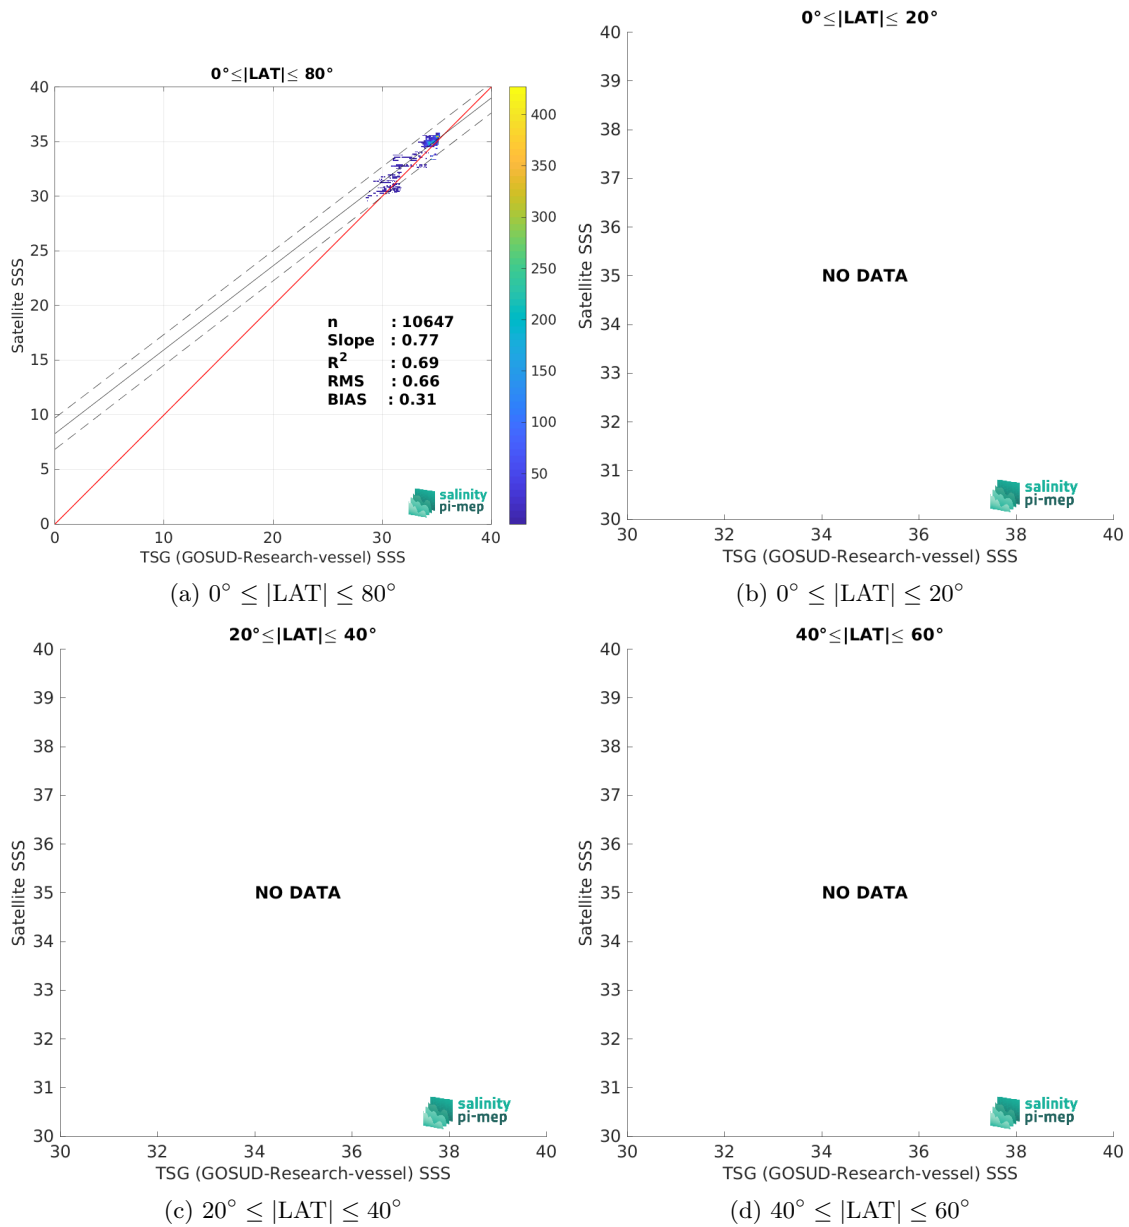 0°≤|LAT|≤ 80°
40
35
30
25
20
15
10
5
0
Satellite SSS
0
10
20
30
40
TSG (GOSUD-Research-vessel) SSS
n : 10647
Slope : 0.77
R² : 0.69
RMS : 0.66
BIAS : 0.31
salinity
pi-mep
400
350
300
250
200
150
100
50
(a) 0° ≤ |LAT| ≤ 80°
0°≤|LAT|≤ 20°
40
39
38
37
36
35
34
33
32
31
30
Satellite SSS
NO DATA
salinity
pi-mep
30
32
34
36
38
40
TSG (GOSUD-Research-vessel) SSS
(b) 0° ≤ |LAT| ≤ 20°
20°≤|LAT|≤ 40°
40
39
38
37
36
35
34
33
32
31
30
Satellite SSS
NO DATA
salinity
pi-mep
30
32
34
36
38
40
TSG (GOSUD-Research-vessel) SSS
(c) 20° ≤ |LAT| ≤ 40°
40°≤|LAT|≤ 60°
40
39
38
37
36
35
34
33
32
31
30
Satellite SSS
NO DATA
salinity
pi-mep
30
32
34
36
38
40
TSG (GOSUD-Research-vessel) SSS
(d) 40° ≤ |LAT| ≤ 60°